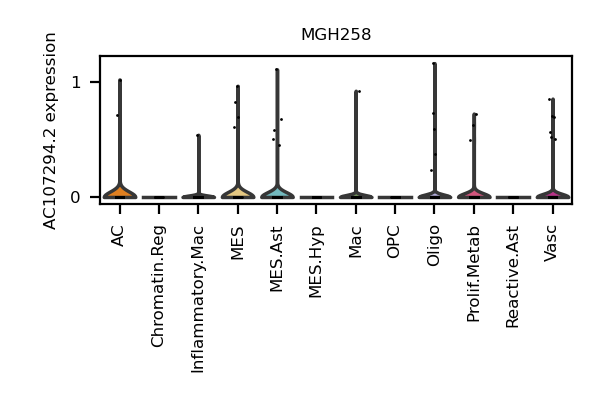 MGH258
AC107294.2 expression
1
0
AC
Chromatin.Reg
Inflammatory.Mac
MES
MES.Ast
MES.Hyp
Mac
OPC
Oligo
Prolif.Metab
Reactive.Ast
Vasc